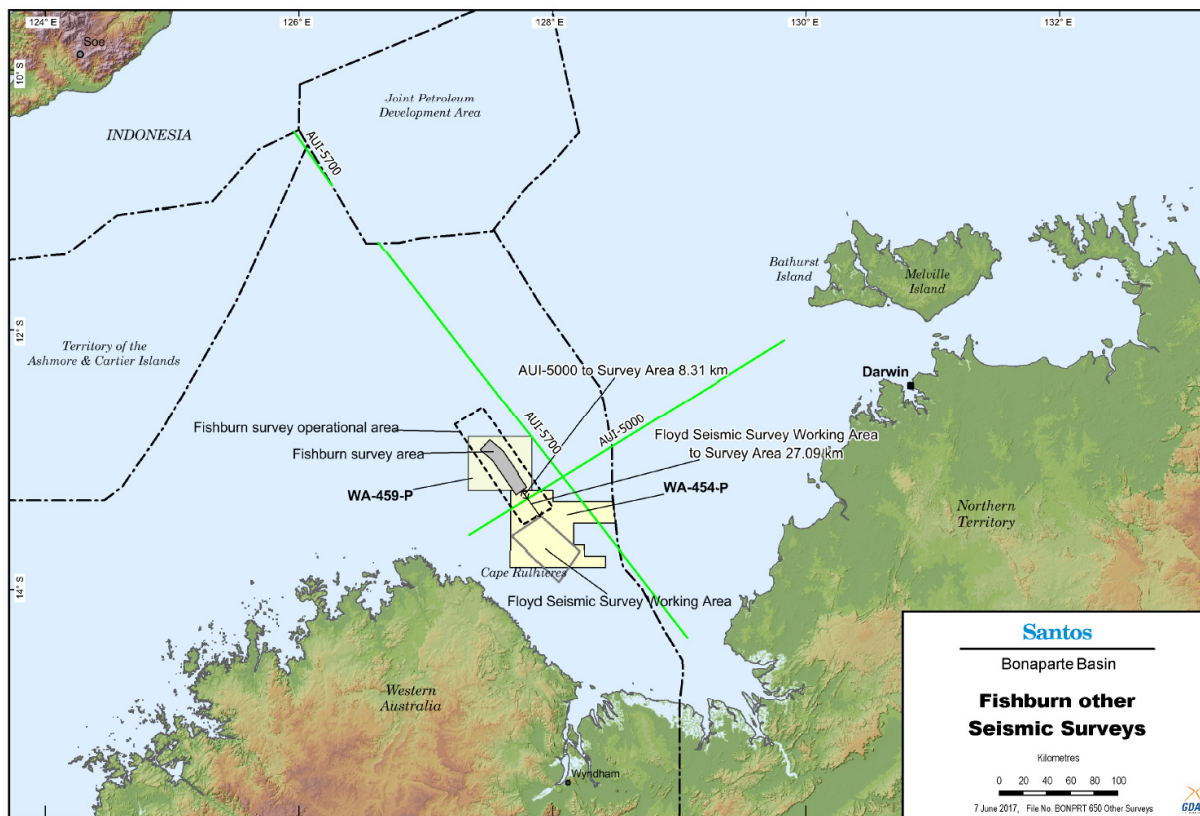 124° E
126° E
128° E
130° E
132° E
Soe
10° S
INDONESIA
Joint Petroleum
Development Area
AUI-5700
Bathurst
Island
Melville
Island
12° S
Territory of the
Ashmore & Cartier Islands
AUI-5000 to Survey Area 8.31 km
Darwin
AUI-5700
AUI-5000
Fishburn survey operational area
Fishburn survey area
Floyd Seismic Survey Working Area
to Survey Area 27.09 km
WA-459-P
WA-454-P
Northern
Territory
14° S
Cape Rulhieres
Floyd Seismic Survey Working Area
Western
Australia
Wyndham
Santos
Bonaparte Basin
Fishburn other
Seismic Surveys
Kilometres
0 20 40 60 80 100
7 June 2017, File No. BONPRT 650 Other Surveys
GDA